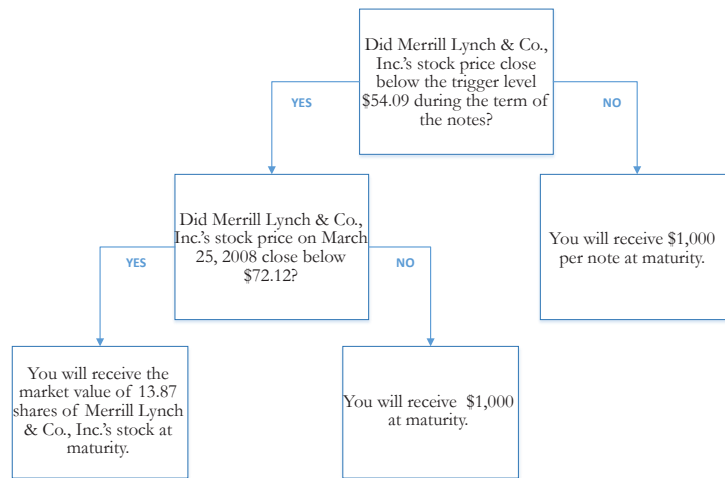 Did Merrill Lynch & Co.,
Inc.'s stock price close
below the trigger level
$54.09 during the term of
the notes?
YES
NO
Did Merrill Lynch & Co.,
Inc.'s stock price on March
25, 2008 close below
$72.12?
You will receive $1,000
per note at maturity.
YES
NO
You will receive the
market value of 13.87
shares of Merrill Lynch
& Co., Inc.'s stock at
maturity.
You will receive $1,000
at maturity.